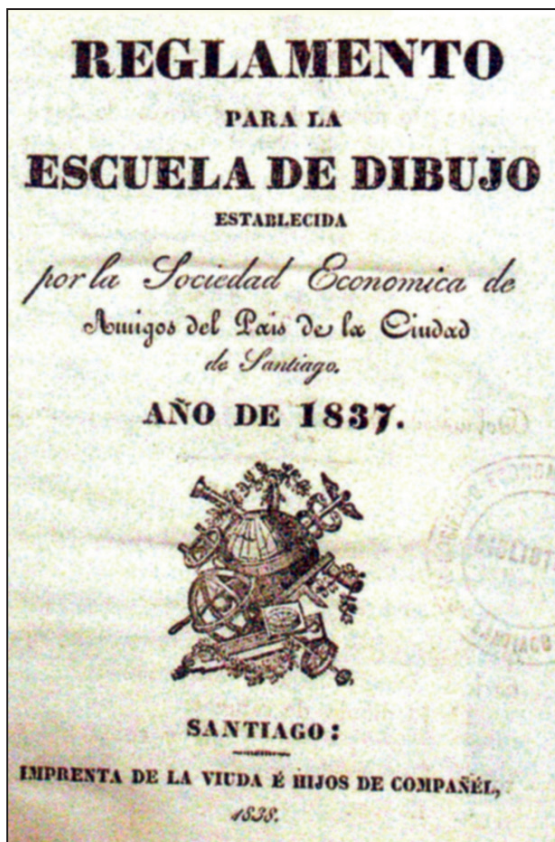 REGLAMENTO
PARA LA
ESCUELA DE DIBUJO
ESTABLECIDA
por la Sociedad Economica de
Amigos del Pais de la Ciudad
de Santiago.
AÑO DE 1837.
SANTIAGO:
IMPRENTA DE LA VIUDA É HIJOS DE COMPAÑÉL,
1838.